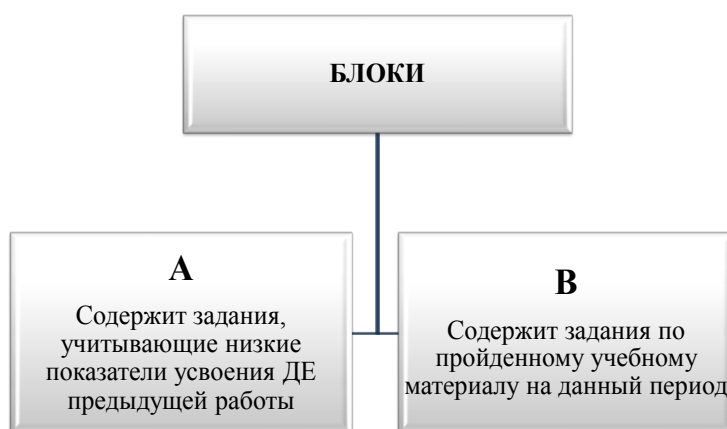 БЛОКИ
А
Содержит задания,
учитывающие низкие
показатели усвоения ДЕ
предыдущей работы
В
Содержит задания по
пройденному учебному
материалу на данный период